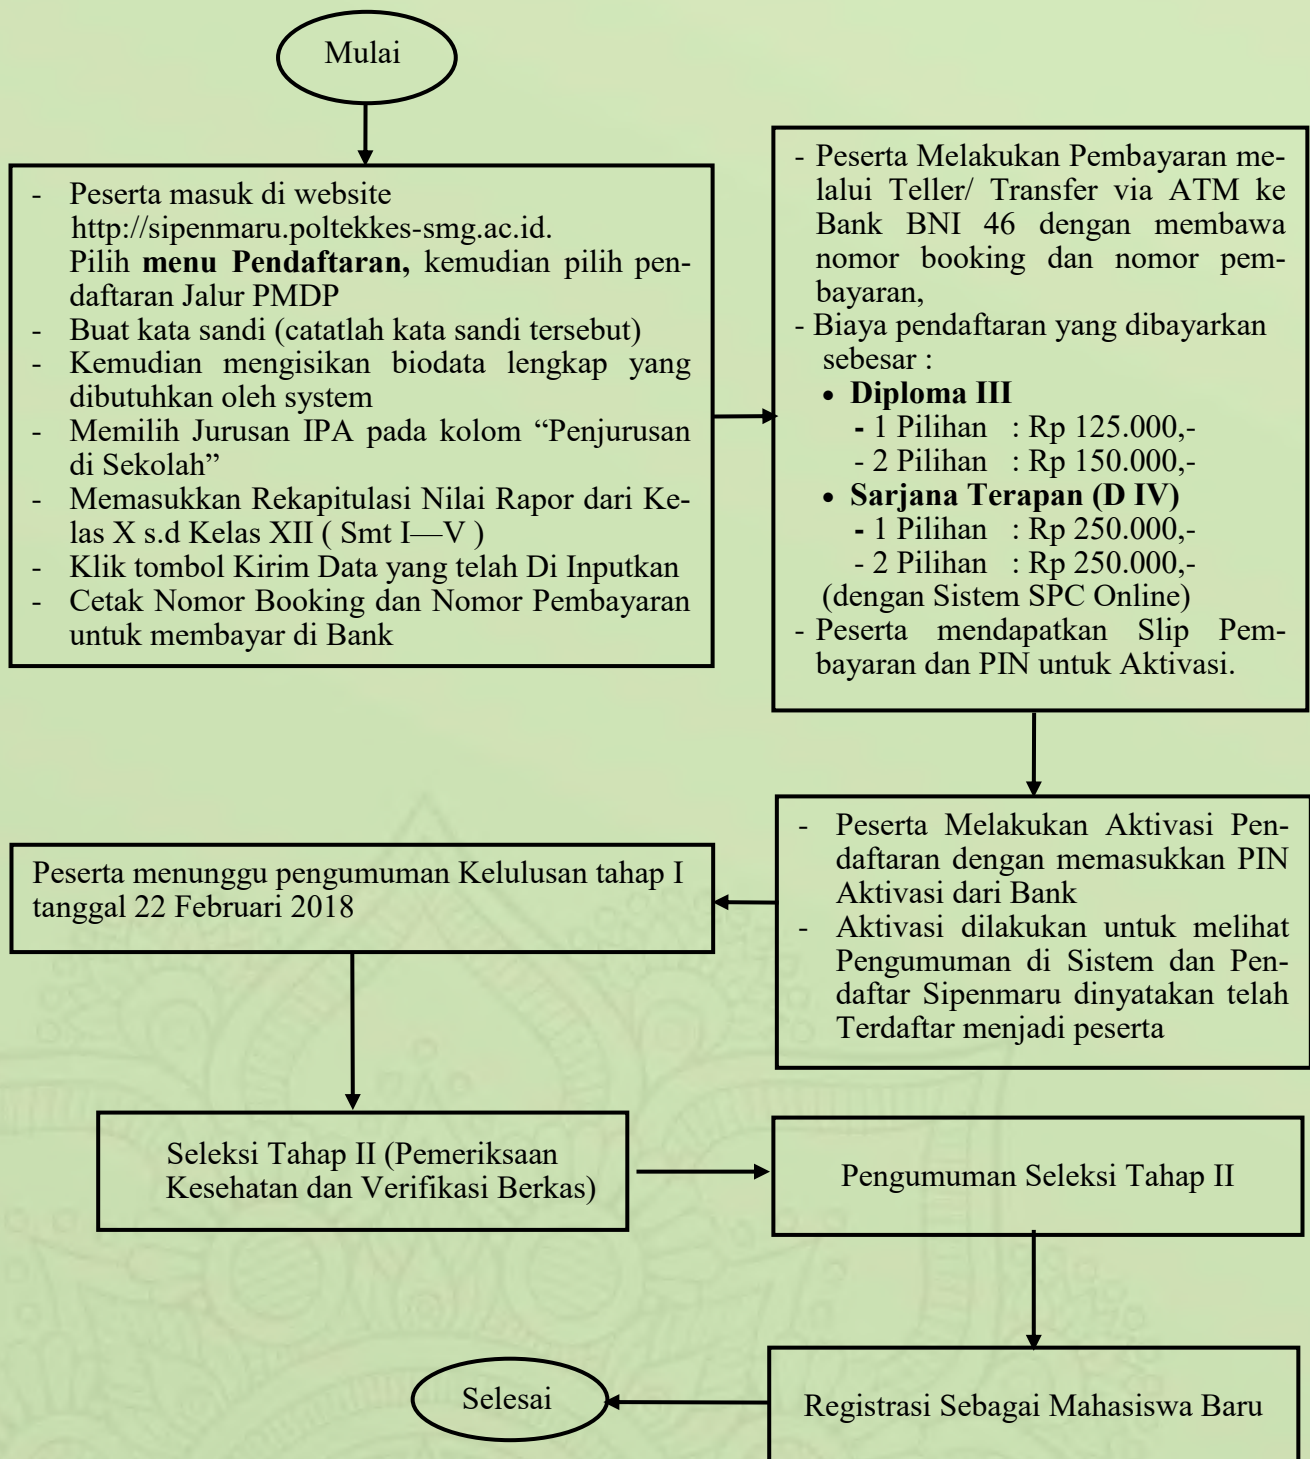 Mulai
- Peserta masuk di website
http://sipenmaru.poltekkes-smg.ac.id.
Pilih menu Pendaftaran, kemudian pilih pen-
daftaran Jalur PMDP
- Buat kata sandi (catatlah kata sandi tersebut)
- Kemudian mengisikan biodata lengkap yang
dibutuhkan oleh system
- Memilih Jurusan IPA pada kolom “Penjurusan
di Sekolah”
- Memasukkan Rekapitulasi Nilai Rapor dari Ke-
las X s.d Kelas XII ( Smt I—V )
- Klik tombol Kirim Data yang telah Di Inputkan
- Cetak Nomor Booking dan Nomor Pembayaran
untuk membayar di Bank
- Peserta Melakukan Pembayaran me-
lalui Teller/ Transfer via ATM ke
Bank BNI 46 dengan membawa
nomor booking dan nomor pem-
bayaran,
- Biaya pendaftaran yang dibayarkan
sebesar :
• Diploma III
- 1 Pilihan : Rp 125.000,-
- 2 Pilihan : Rp 150.000,-
• Sarjana Terapan (D IV)
- 1 Pilihan : Rp 250.000,-
- 2 Pilihan : Rp 250.000,-
(dengan Sistem SPC Online)
- Peserta mendapatkan Slip Pem-
bayaran dan PIN untuk Aktivasi.
- Peserta Melakukan Aktivasi Pen-
daftaran dengan memasukkan PIN
Aktivasi dari Bank
- Aktivasi dilakukan untuk melihat
Pengumuman di Sistem dan Pen-
daftar Sipenmaru dinyatakan telah
Terdaftar menjadi peserta
Peserta menunggu pengumuman Kelulusan tahap I
tanggal 22 Februari 2018
Seleksi Tahap II (Pemeriksaan
Kesehatan dan Verifikasi Berkas)
Pengumuman Seleksi Tahap II
Registrasi Sebagai Mahasiswa Baru
Selesai